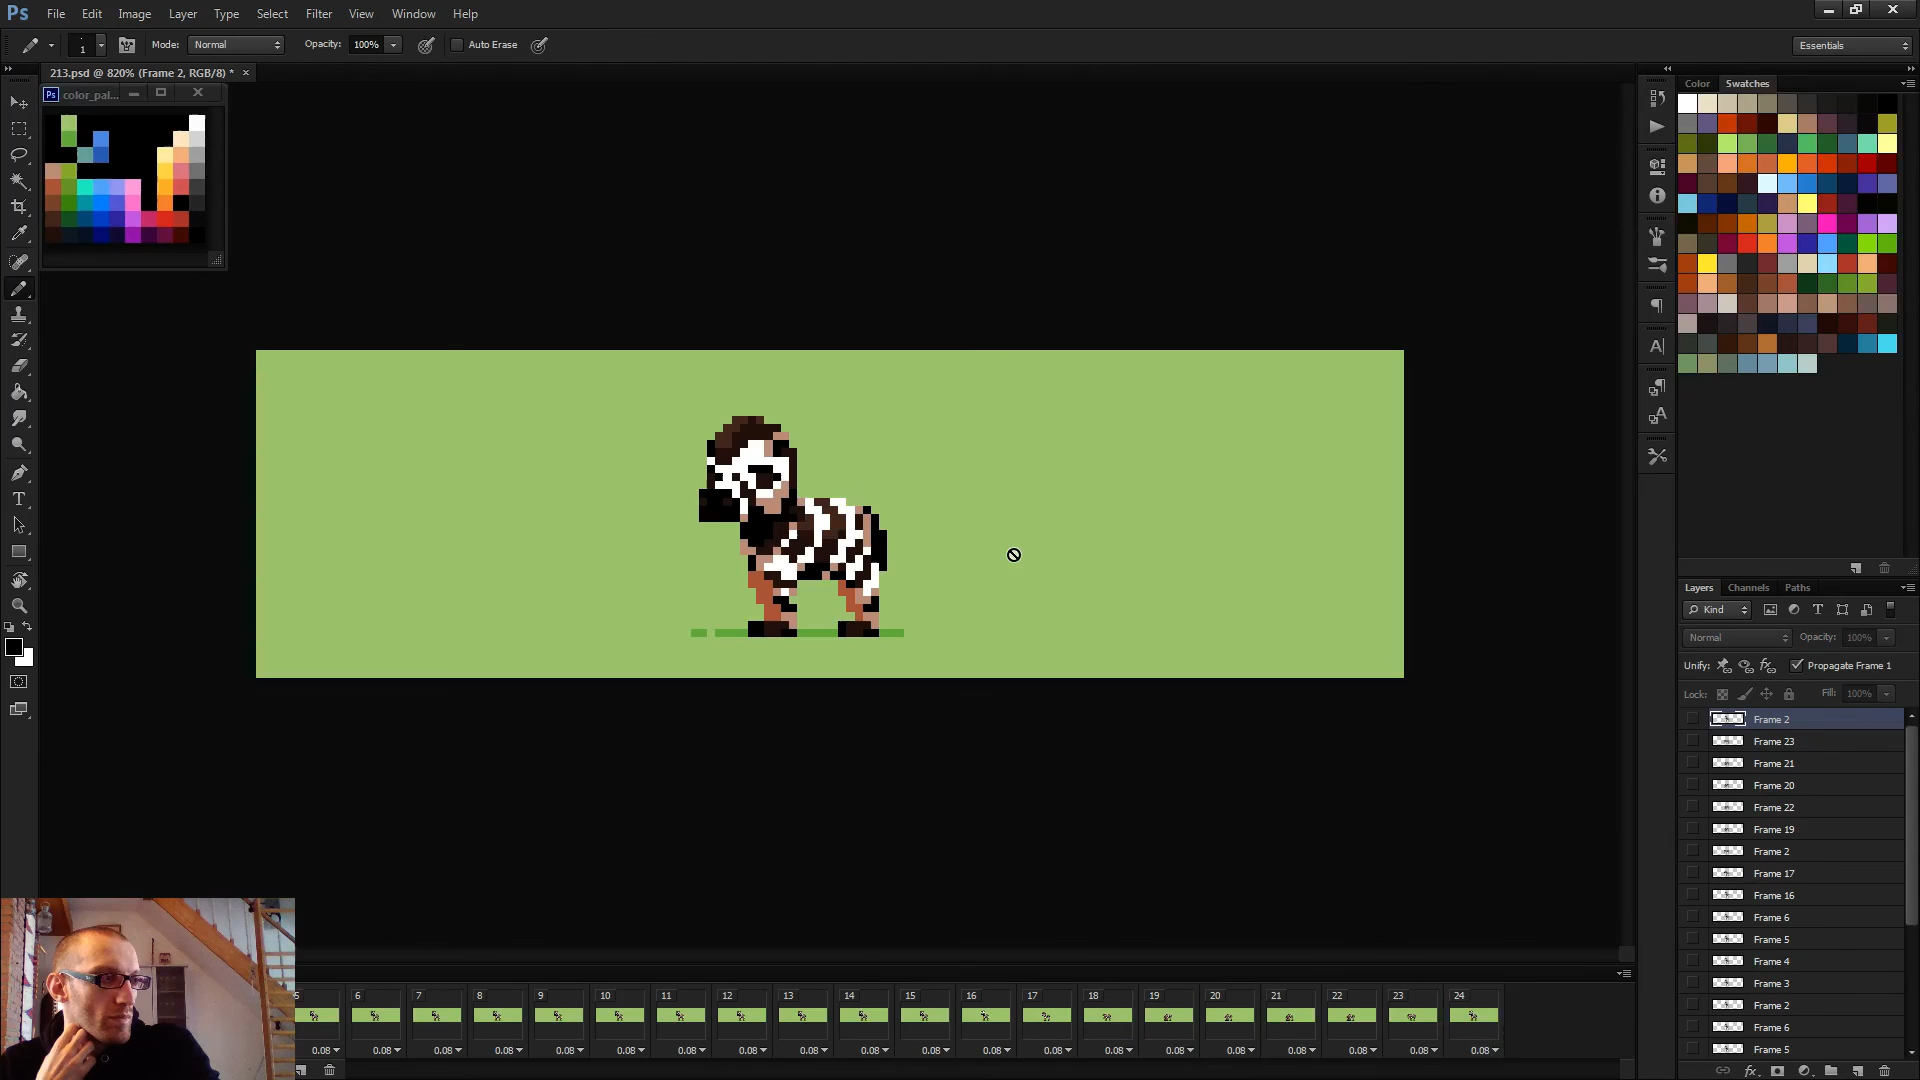 Ps File Edit Image Layer Type Select Filter 3D View Window Help
1 Mode: Normal Opacity: 100% Auto Erase Essentials
213.psd @ 820% (Frame 2, RGB/8) * ×
Ps color_pal...
Color Swatches
Layers Channels Paths
Kind
Normal Opacity: 100%
Unify: Propagate Frame 1
Lock: Fill: 100%
Frame 2
Frame 23
Frame 21
Frame 20
Frame 22
Frame 19
Frame 2
Frame 17
Frame 16
Frame 6
Frame 5
Frame 4
Frame 3
Frame 2
Frame 6
Frame 5
5 6 7 8 9 10 11 12 13 14 15 16 17 18 19 20 21 22 23 24
0.08 0.08 0.08 0.08 0.08 0.08 0.08 0.08 0.08 0.08 0.08 0.08 0.08 0.08 0.08 0.08 0.08 0.08 0.08 0.08